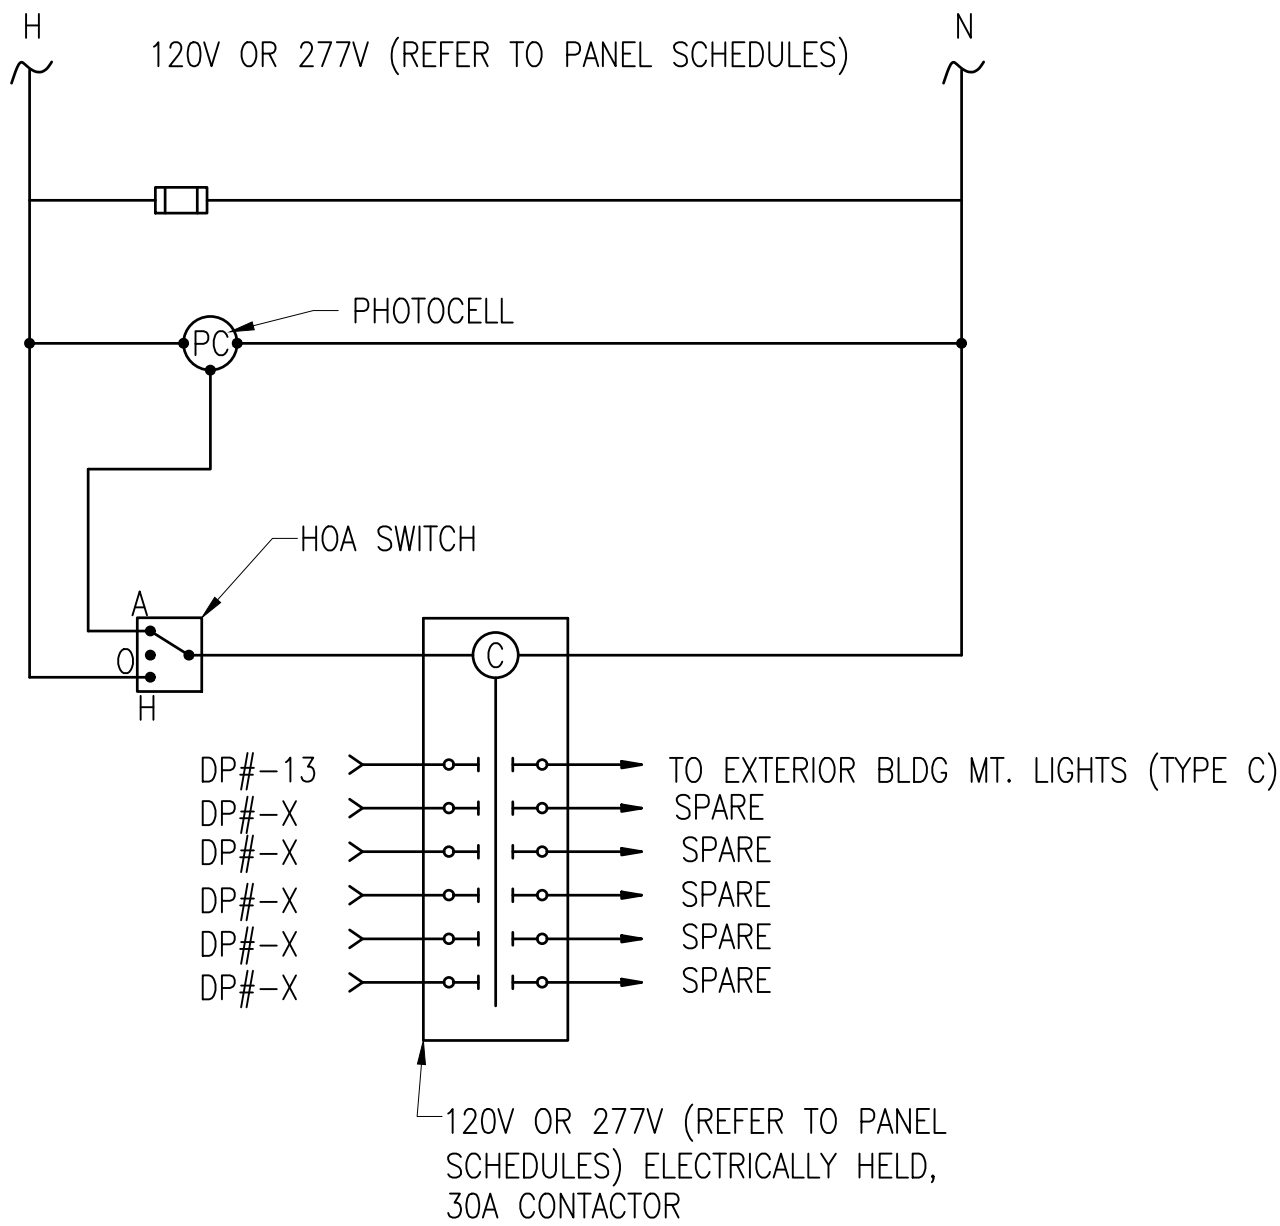 H
N
120V OR 277V (REFER TO PANEL SCHEDULES)
PHOTOCELL
PC
HOA SWITCH
A
O
H
C
DP#-13
TO EXTERIOR BLDG MT. LIGHTS (TYPE C)
DP#-X
SPARE
DP#-X
SPARE
DP#-X
SPARE
DP#-X
SPARE
DP#-X
SPARE
120V OR 277V (REFER TO PANEL
SCHEDULES) ELECTRICALLY HELD,
30A CONTACTOR